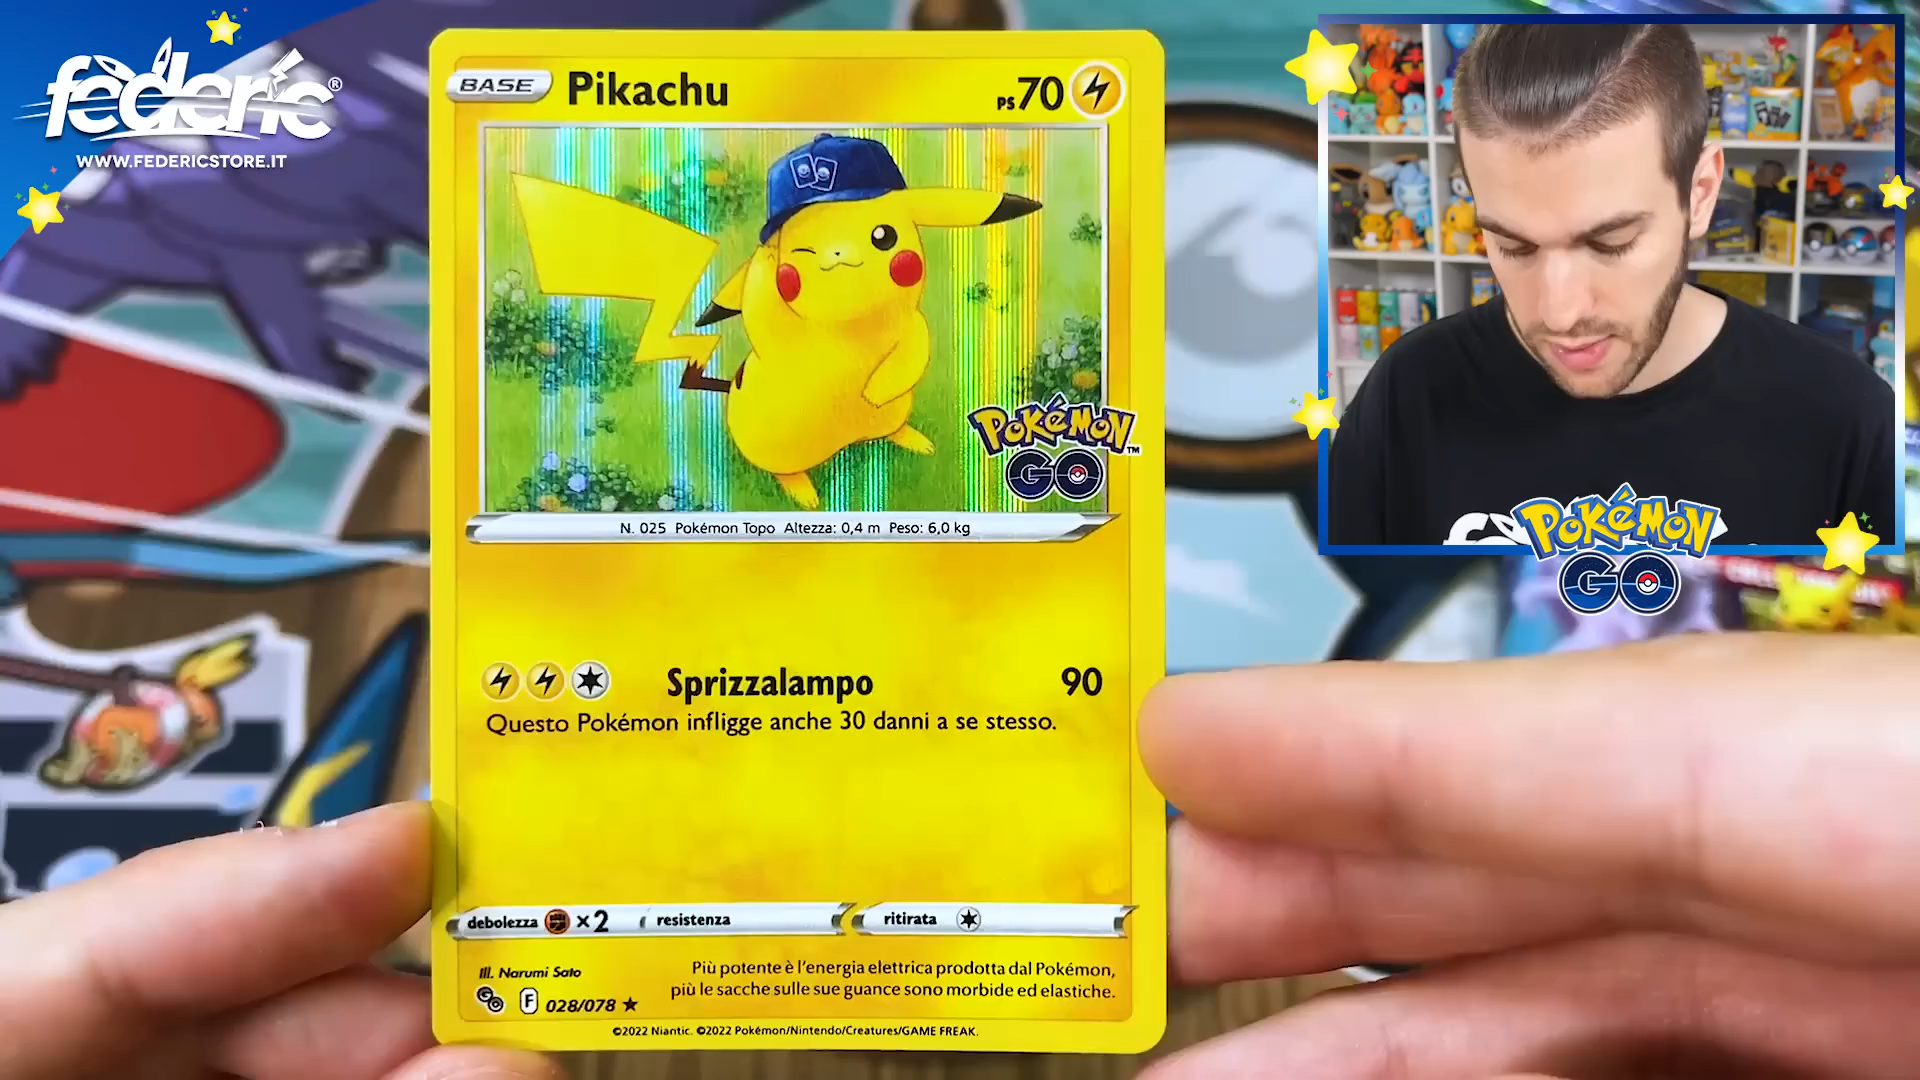 federic®
WWW.FEDERICSTORE.IT
BASE Pikachu PS70
POKéMON™
GO
N. 025 Pokémon Topo Altezza: 0,4 m Peso: 6,0 kg
Sprizzalampo 90
Questo Pokémon infligge anche 30 danni a se stesso.
debolezza ×2 resistenza ritirata
Ill. Narumi Sato
GO F 028/078 ★
Più potente è l'energia elettrica prodotta dal Pokémon,
più le sacche sulle sue guance sono morbide ed elastiche.
©2022 Niantic. ©2022 Pokémon/Nintendo/Creatures/GAME FREAK.
POKéMON
GO